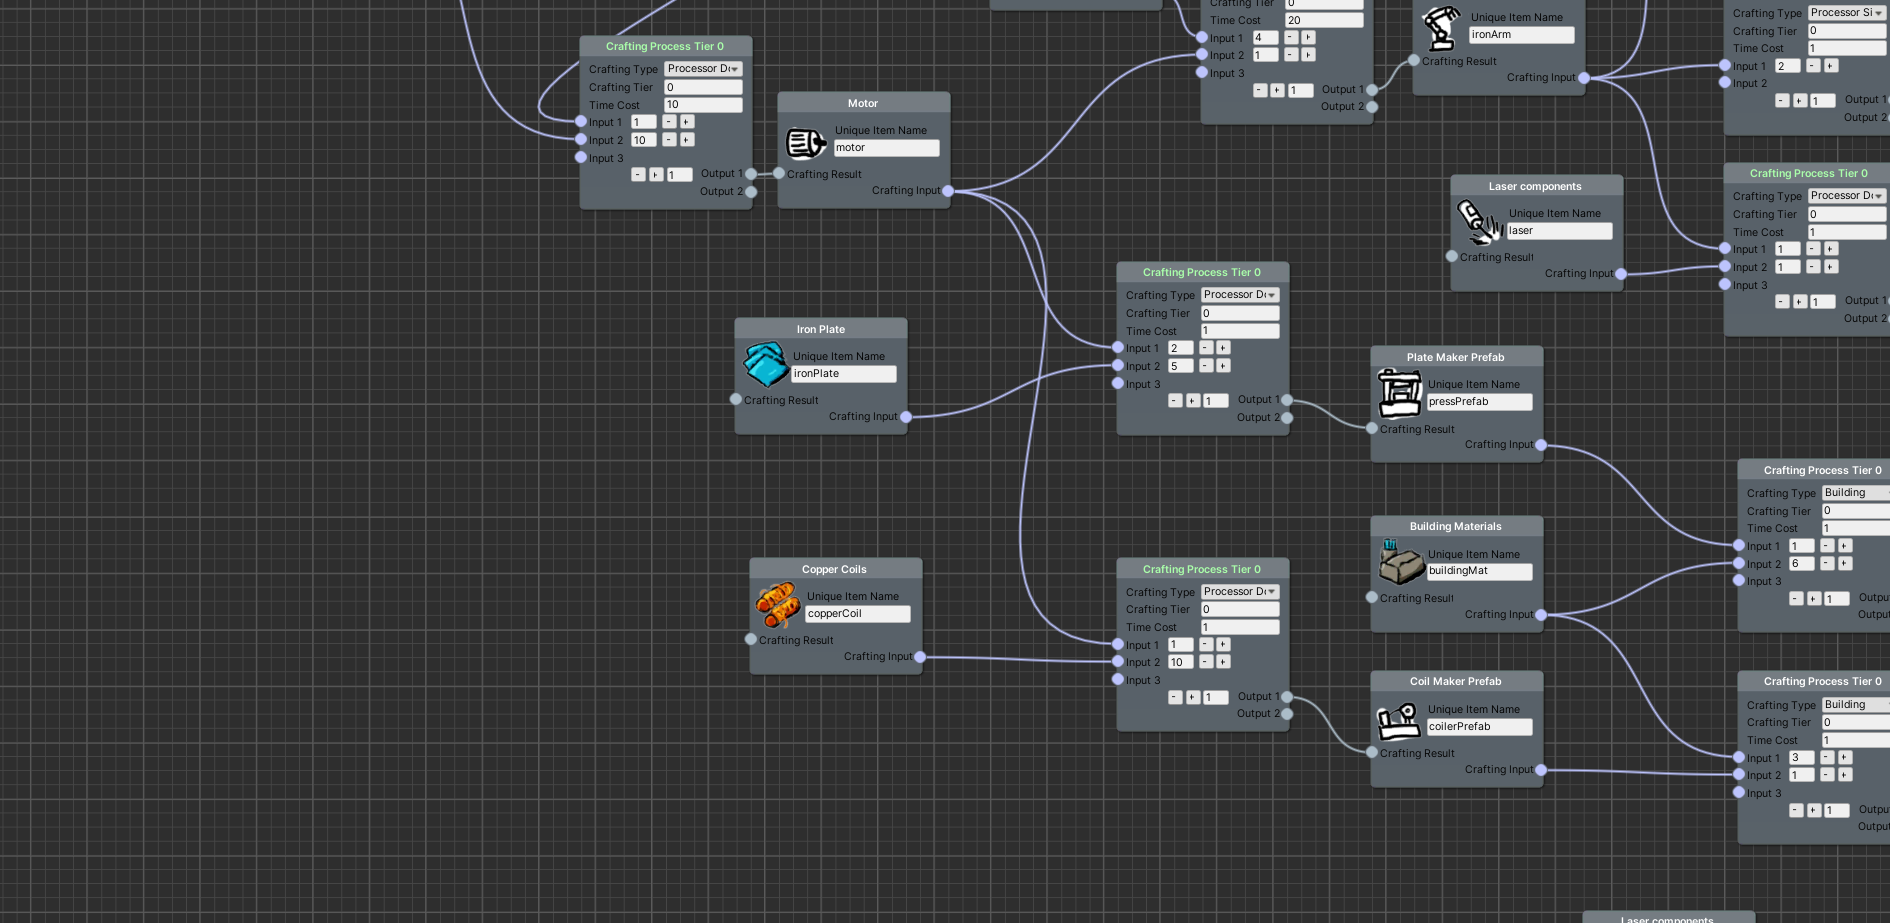 Crafting Process Tier 0
Crafting Type Processor D
Crafting Tier 0
Time Cost 10
Input 1 1 - +
Input 2 10 - +
Input 3
- + 1 Output 1
Output 2
Motor
Unique Item Name
motor
Crafting Result
Crafting Input
Crafting Tier 0
Time Cost 20
Input 1 4 - +
Input 2 1 - +
Input 3
- + 1 Output 1
Output 2
Unique Item Name
ironArm
Crafting Result
Crafting Input
Crafting Type Processor Si
Crafting Tier 0
Time Cost 1
Input 1 2 - +
Input 2
- + 1 Output 1
Output 2
Laser components
Unique Item Name
laser
Crafting Result
Crafting Input
Crafting Process Tier 0
Crafting Type Processor D
Crafting Tier 0
Time Cost 1
Input 1 1 - +
Input 2 1 - +
Input 3
- + 1 Output 1
Output 2
Iron Plate
Unique Item Name
ironPlate
Crafting Result
Crafting Input
Crafting Process Tier 0
Crafting Type Processor D
Crafting Tier 0
Time Cost 1
Input 1 2 - +
Input 2 5 - +
Input 3
- + 1 Output 1
Output 2
Plate Maker Prefab
Unique Item Name
pressPrefab
Crafting Result
Crafting Input
Crafting Process Tier 0
Crafting Type Building
Crafting Tier 0
Time Cost 1
Input 1 1 - +
Input 2 6 - +
Input 3
- + 1 Outpu
Output
Building Materials
Unique Item Name
buildingMat
Crafting Result
Crafting Input
Copper Coils
Unique Item Name
copperCoil
Crafting Result
Crafting Input
Crafting Process Tier 0
Crafting Type Processor D
Crafting Tier 0
Time Cost 1
Input 1 1 - +
Input 2 10 - +
Input 3
- + 1 Output 1
Output 2
Coil Maker Prefab
Unique Item Name
coilerPrefab
Crafting Result
Crafting Input
Crafting Process Tier 0
Crafting Type Building
Crafting Tier 0
Time Cost 1
Input 1 3 - +
Input 2 1 - +
Input 3
- + 1 Outpu
Output
Laser components